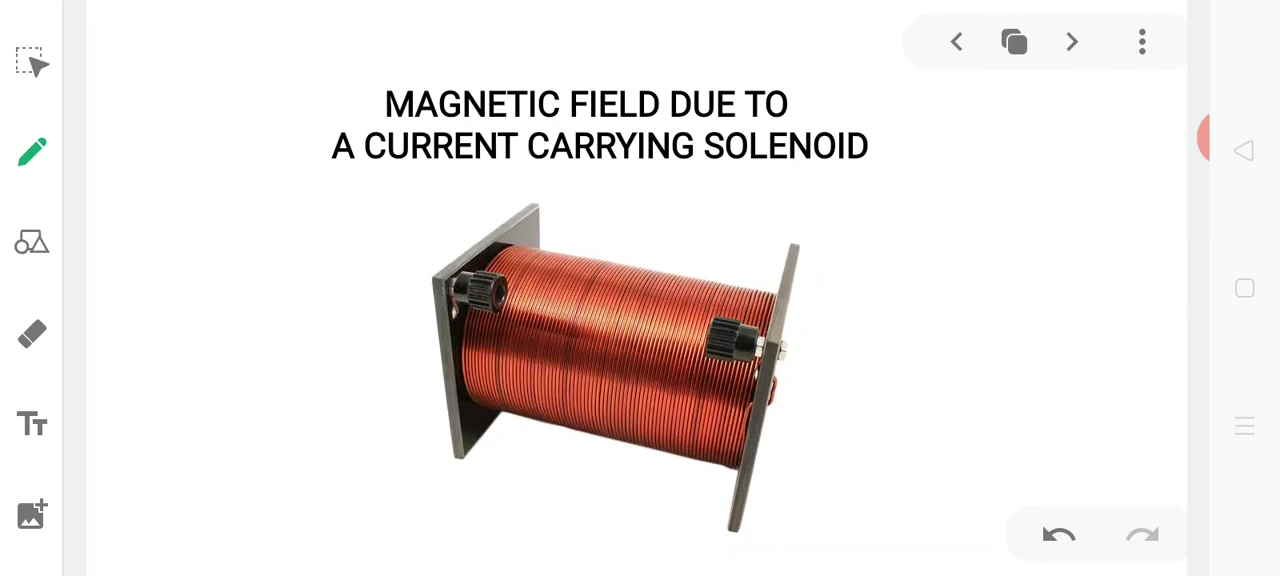 MAGNETIC FIELD DUE TO
A CURRENT CARRYING SOLENOID